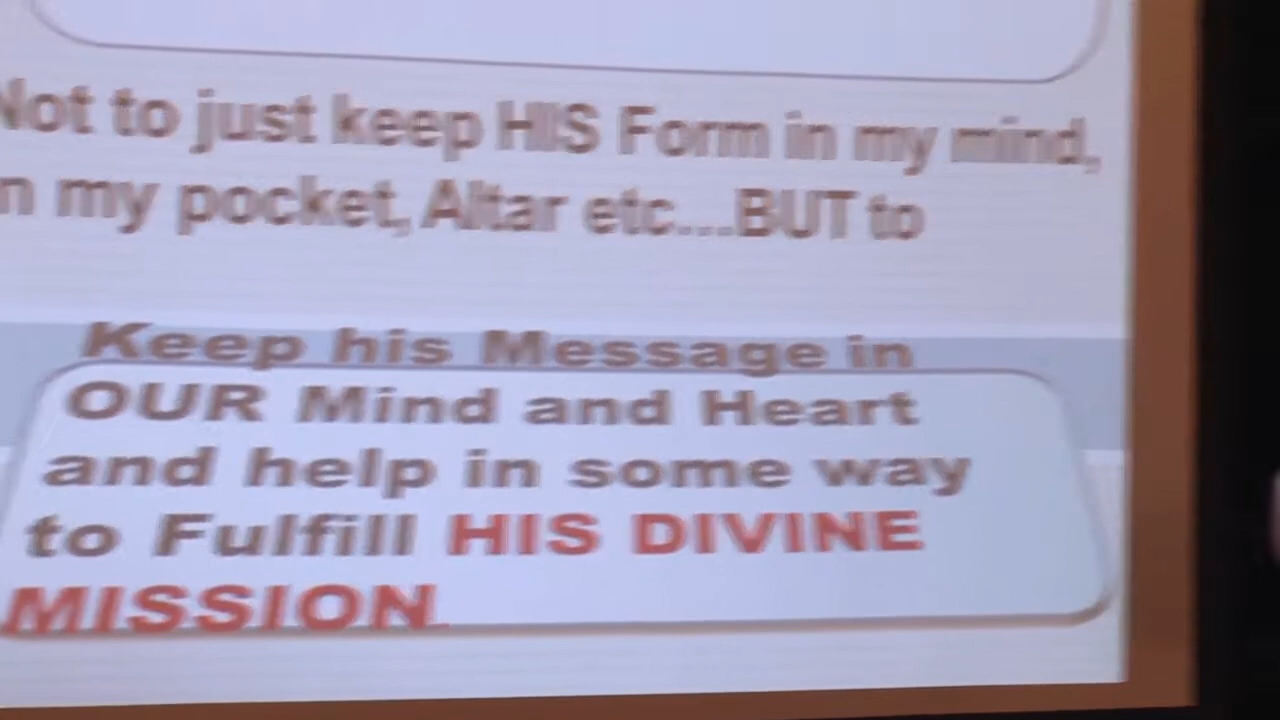 Not to just keep HIS Form in my mind,
n my pocket, Altar etc...BUT to
Keep his Message in
OUR Mind and Heart
and help in some way
to Fulfill HIS DIVINE
MISSION.